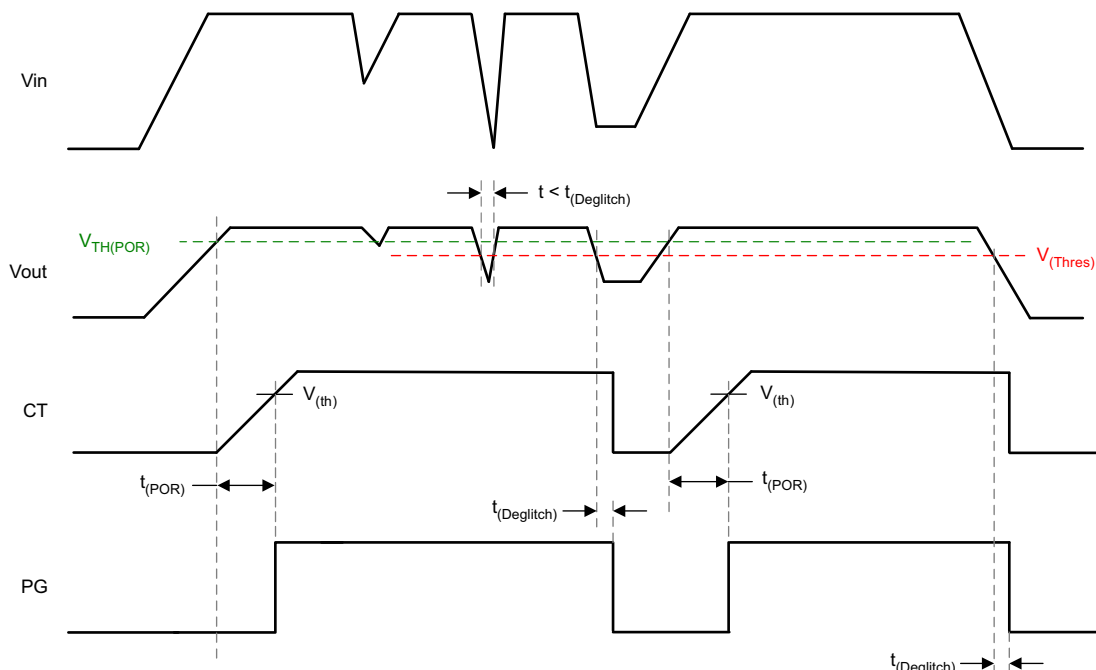 Vin
t < t(Deglitch)
VTH(POR)
V(Thres)
Vout
V(th)
V(th)
CT
t(POR)
t(POR)
t(Deglitch)
PG
t(Deglitch)